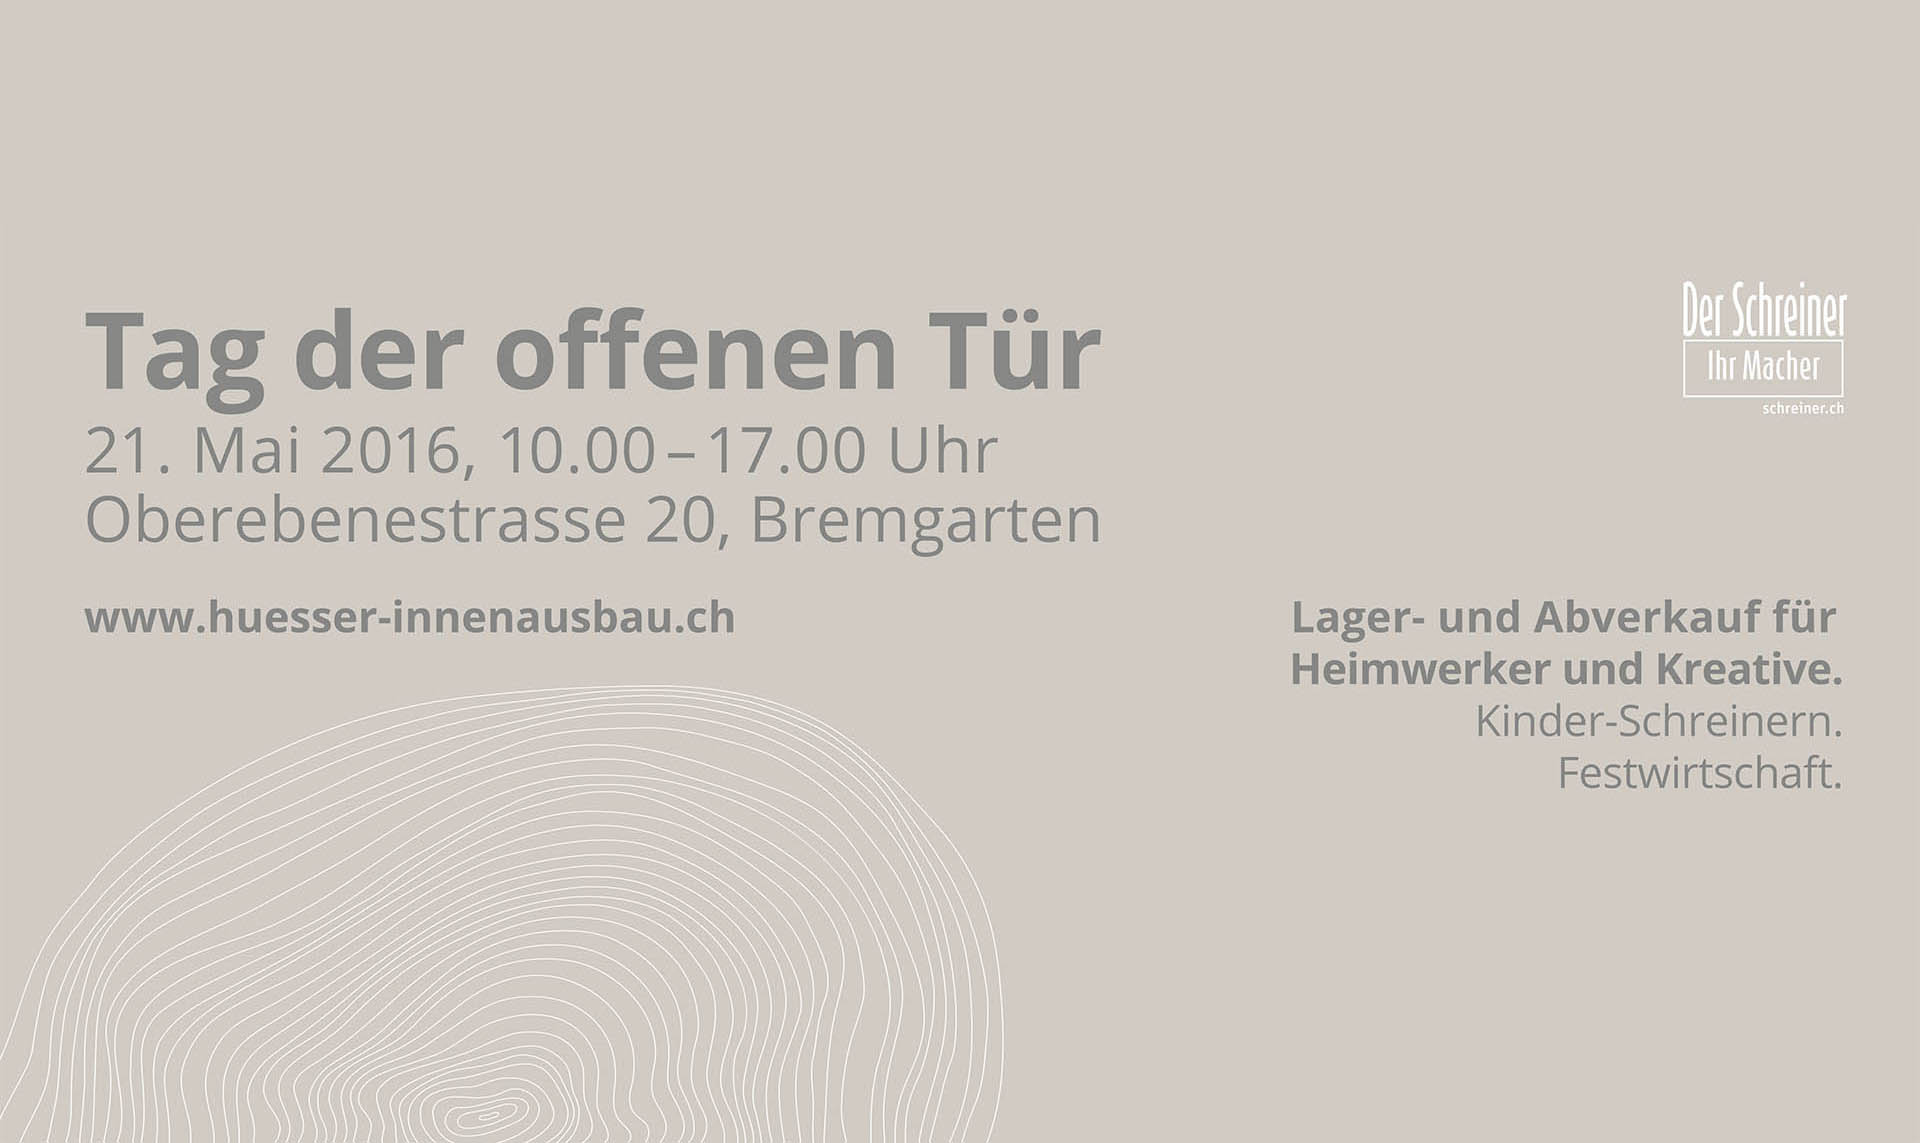 Tag der offenen Tür
21. Mai 2016, 10.00 – 17.00 Uhr
Oberebenestrasse 20, Bremgarten
www.huesser-innenausbau.ch
Der Schreiner
Ihr Macher
schreiner.ch
Lager- und Abverkauf für
Heimwerker und Kreative.
Kinder-Schreinern.
Festwirtschaft.